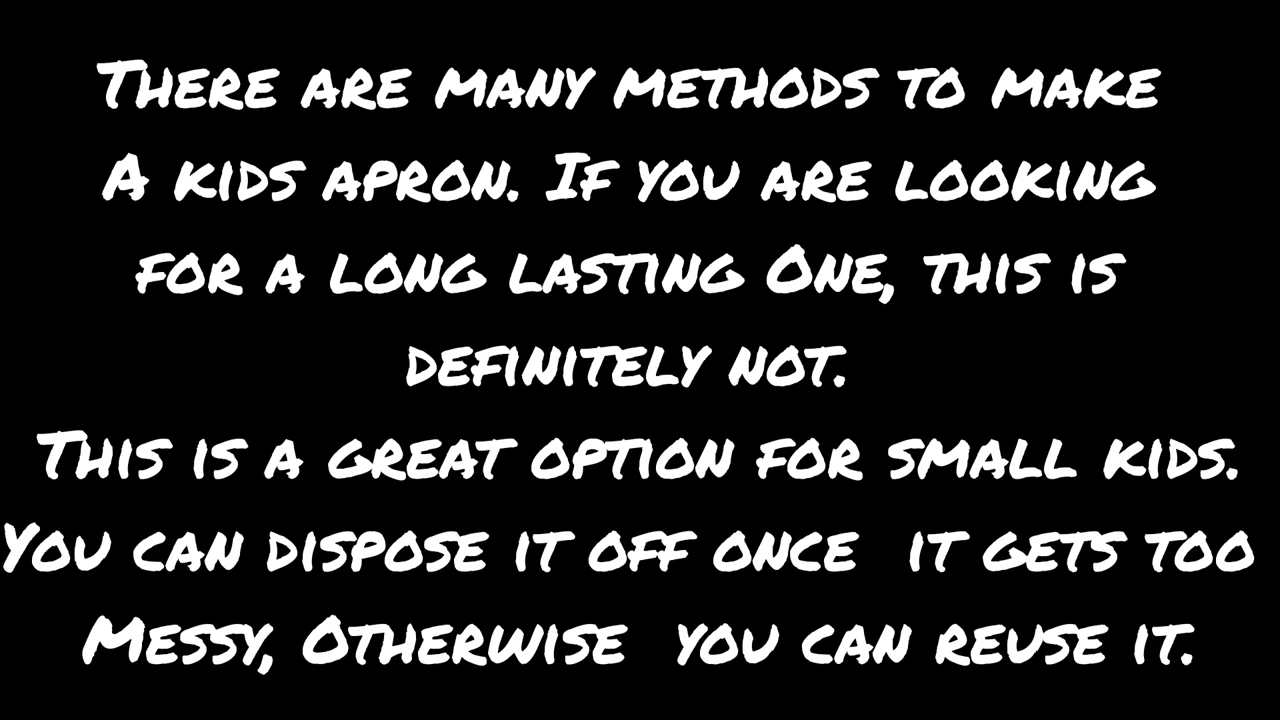 There are many methods to make
A kids apron. If you are looking
for a long lasting One, this is
definitely not.
This is a great option for small kids.
You can dispose it off once it gets too
Messy, Otherwise you can reuse it.